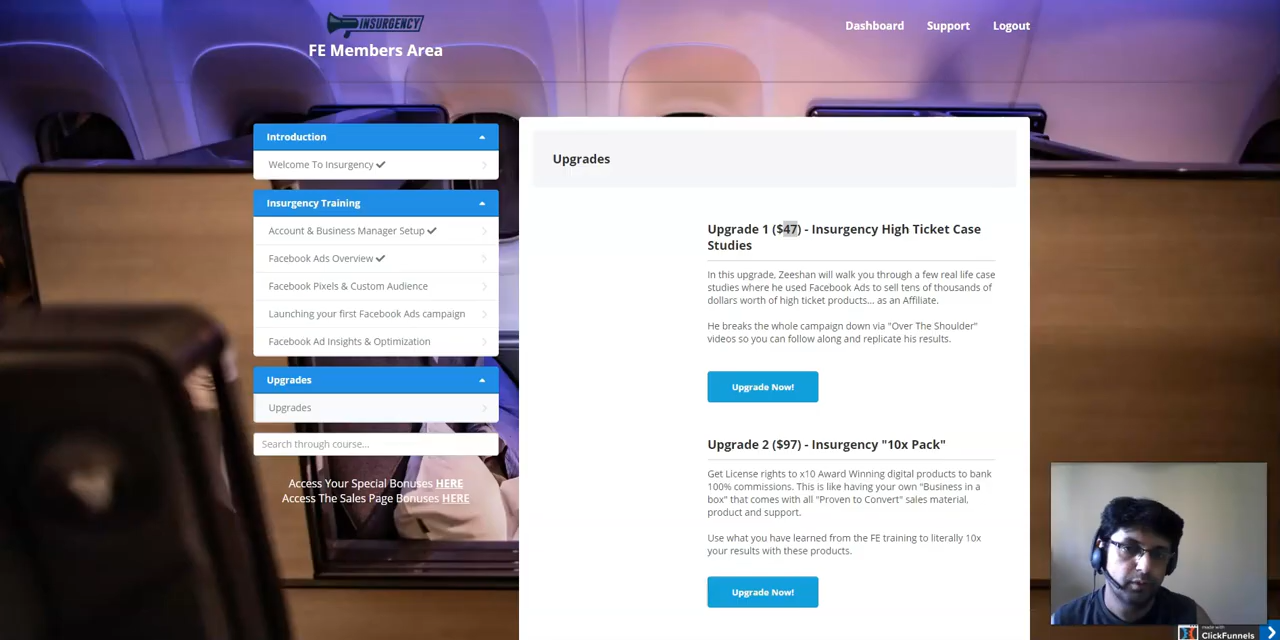 INSURGENCY
FE Members Area
Dashboard
Support
Logout
Introduction
Welcome To Insurgency
Insurgency Training
Account & Business Manager Setup
Facebook Ads Overview
Facebook Pixels & Custom Audience
Launching your first Facebook Ads campaign
Facebook Ad Insights & Optimization
Upgrades
Upgrades
Search through course...
Access Your Special Bonuses HERE
Access The Sales Page Bonuses HERE
Upgrades
Upgrade 1 ($47) - Insurgency High Ticket Case
Studies
In this upgrade, Zeeshan will walk you through a few real life case
studies where he used Facebook Ads to sell tens of thousands of
dollars worth of high ticket products... as an Affiliate.
He breaks the whole campaign down via "Over The Shoulder"
videos so you can follow along and replicate his results.
Upgrade Now!
Upgrade 2 ($97) - Insurgency "10x Pack"
Get License rights to x10 Award Winning digital products to bank
100% commissions. This is like having your own "Business in a
box" that comes with all "Proven to Convert" sales material,
product and support.
Use what you have learned from the FE training to literally 10x
your results with these products.
Upgrade Now!
made with
ClickFunnels